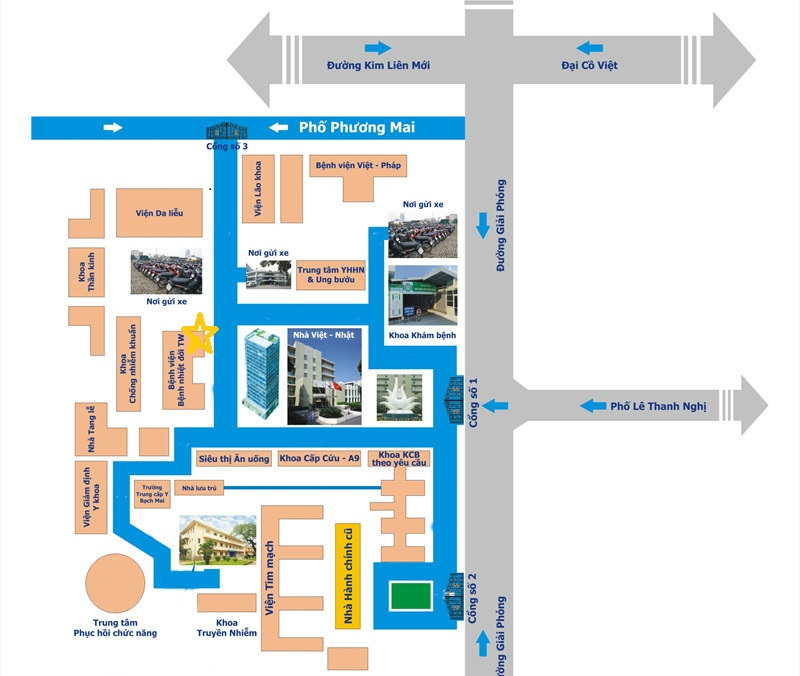 Đường Kim Liên Mới
Đại Cồ Việt
Phố Phương Mai
Cổng số 3
Bệnh viện Việt - Pháp
Viện Lão khoa
Viện Da liễu
Nơi gửi xe
Đường Giải Phóng
Nơi gửi xe
Khoa
Thần kinh
Trung tâm YHHN
& Ung bướu
Nơi gửi xe
Khoa Khám bệnh
Nhà Việt - Nhật
Khoa
Chống nhiễm khuẩn
Bệnh viện
Bệnh nhiệt đới TW
Cổng số 1
Phố Lê Thanh Nghị
Nhà Tang lễ
Siêu thị Ăn uống
Khoa Cấp Cứu - A9
Khoa KCB
theo yêu cầu
Viện Giám định
Y khoa
Trường
Trung cấp Y
Bạch Mai
Nhà lưu trú
Viện Tim mạch
Nhà Hành chính cũ
Cổng số 2
Trung tâm
Phục hồi chức năng
Khoa
Truyền Nhiễm
Đường Giải Phóng